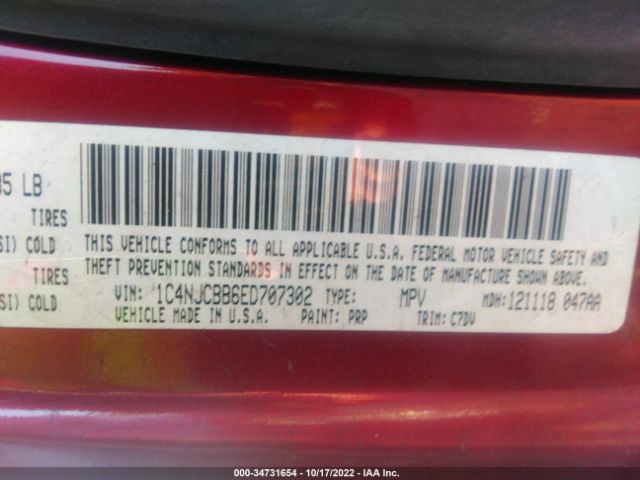 35 LB
TIRES
SI) COLD
TIRES
SI) COLD
THIS VEHICLE CONFORMS TO ALL APPLICABLE U.S.A. FEDERAL MOTOR VEHICLE SAFETY AND
THEFT PREVENTION STANDARDS IN EFFECT ON THE DATE OF MANUFACTURE SHOWN ABOVE.
VIN: 1C4NJCBB6ED707302 TYPE: MPV MDH:121118 047AA
VEHICLE MADE IN U.S.A. PAINT: PRP TRIM: C7DV
000-34731654 - 10/17/2022 - IAA Inc.